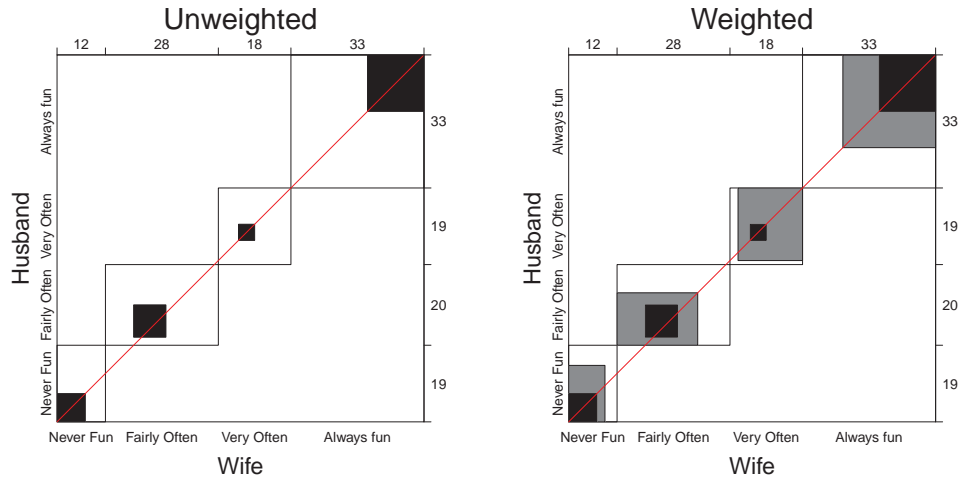 Unweighted
12 28 18 33
Always fun
Very Often
Fairly Often
Never Fun
Husband
33
19
20
19
Never Fun Fairly Often Very Often Always fun
Wife
Weighted
12 28 18 33
Always fun
Very Often
Fairly Often
Never Fun
Husband
33
19
20
19
Never Fun Fairly Often Very Often Always fun
Wife